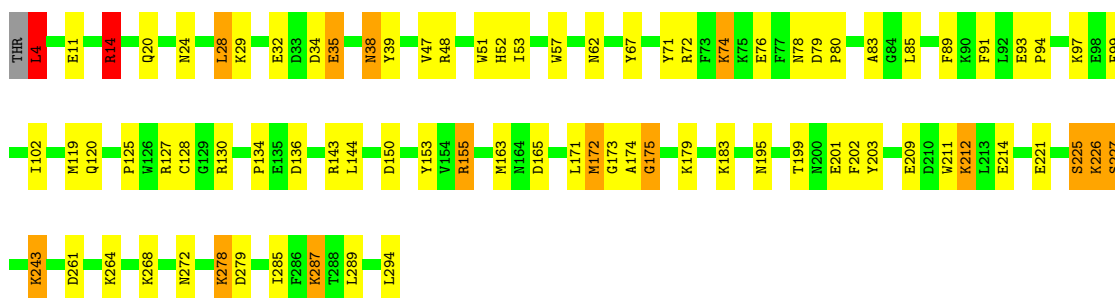 THR L4 E11 R14 Q20 N24 L28 K29 E32 D33 D34 E35 N38 Y39 V47 R48 W51 H52 I53 W57 N62 Y67 Y71 R72 F73 K74 K75 E76 F77 N78 D79 P80 A83 G84 L85 F89 K90 F91 L92 E93 P94 K97 E98
I102 M119 Q120 P125 W126 R127 C128 G129 R130 P134 E135 D136 R143 L144 D150 Y153 V154 R155 M163 N164 D165 L171 M172 G173 A174 G175 K179 K183 N195 T199 N200 E201 F202 Y203 E209 D210 W211 K212 L213 E214 E221 S225 K226
K243 D261 K264 K268 N272 K278 D279 I285 F286 K287 T288 L289 L294